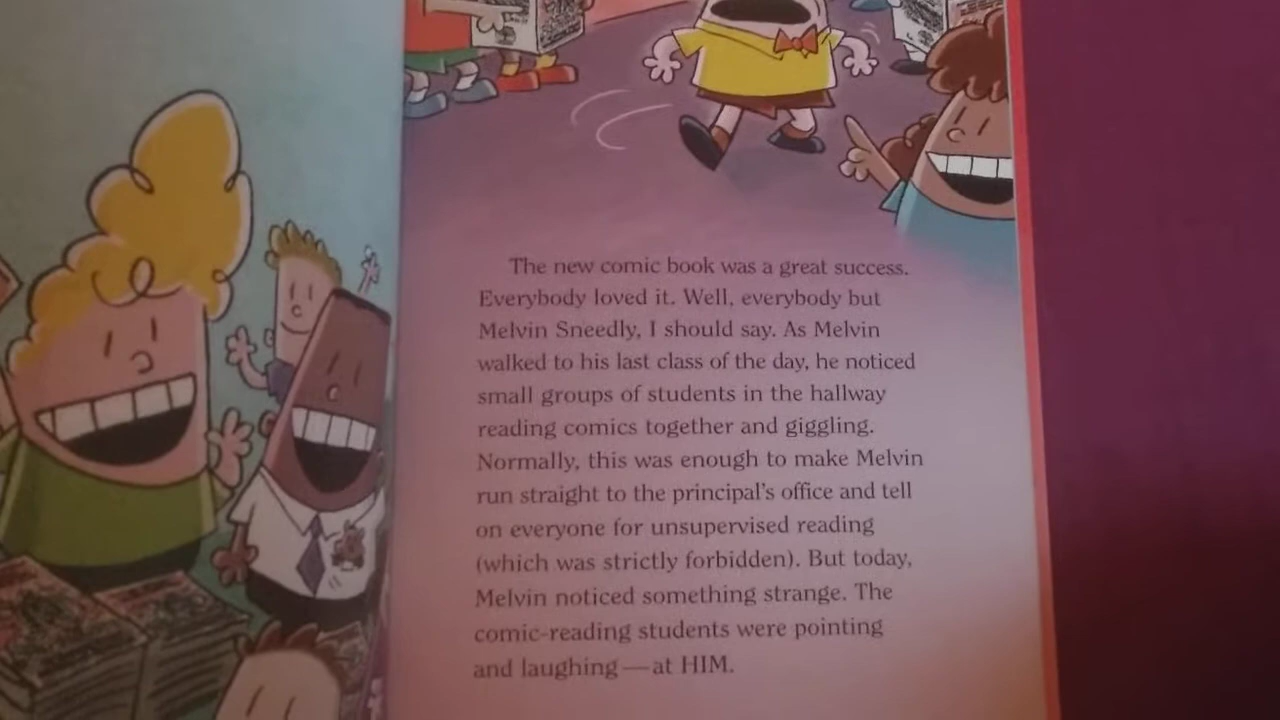 The new comic book was a great success.
Everybody loved it. Well, everybody but
Melvin Sneedly, I should say. As Melvin
walked to his last class of the day, he noticed
small groups of students in the hallway
reading comics together and giggling.
Normally, this was enough to make Melvin
run straight to the principal's office and tell
on everyone for unsupervised reading
(which was strictly forbidden). But today,
Melvin noticed something strange. The
comic-reading students were pointing
and laughing—at HIM.